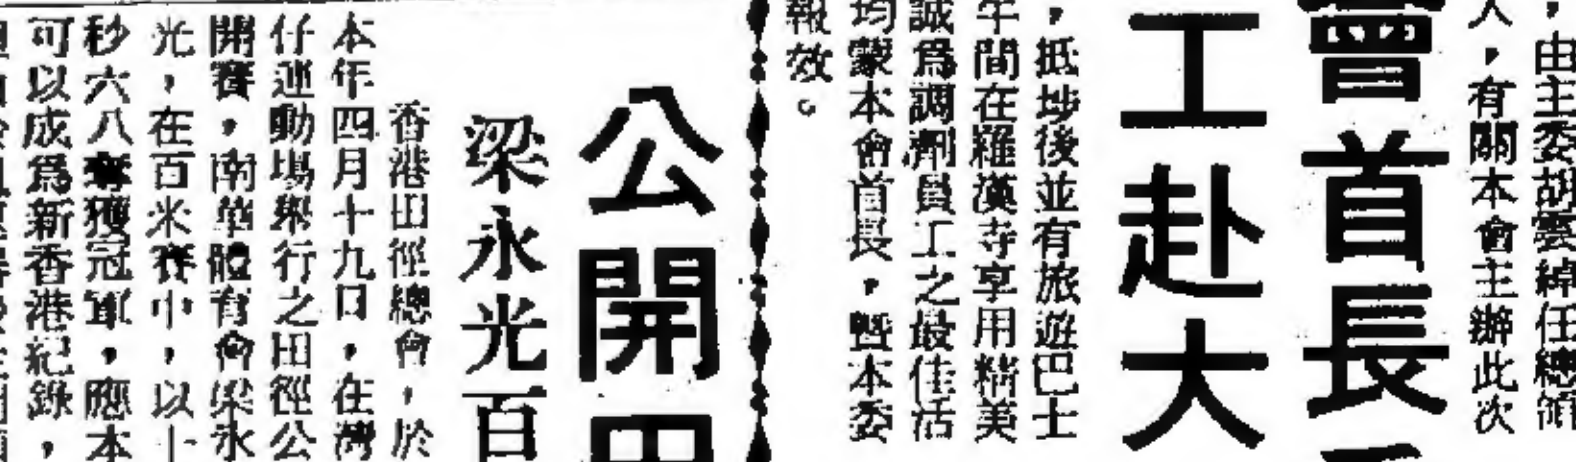 ，由主委胡雲綽任總領
人，有關本會主辦此次
會首長
工赴大
，抵埗後並有旅遊巴士
午間在羅漢寺享用精美
誠爲調劑員工之最佳活
均蒙本會首長，暨本委
報效。
公開田
梁永光百
香港田徑總會，於
本年四月十九日，在灣
仔運動場舉行之田徑公
開賽，南華體育會梁永
光，在百米賽中，以十
秒六八奪獲冠軍，應本
可以成爲新香港紀錄，